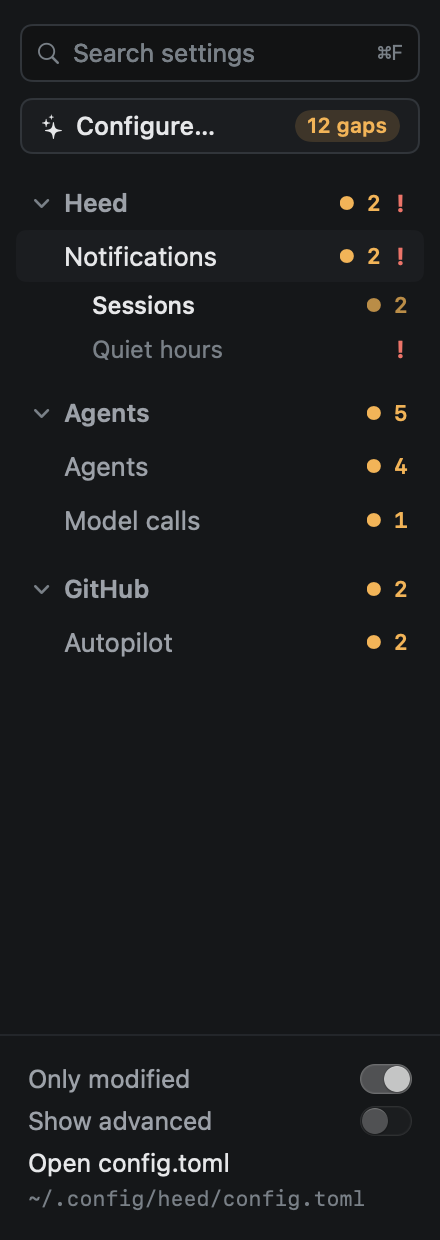 Search settings ⌘F
Configure... 12 gaps
Heed 2 !
Notifications 2 !
Sessions 2
Quiet hours !
Agents 5
Agents 4
Model calls 1
GitHub 2
Autopilot 2
Only modified
Show advanced
Open config.toml
~/.config/heed/config.toml